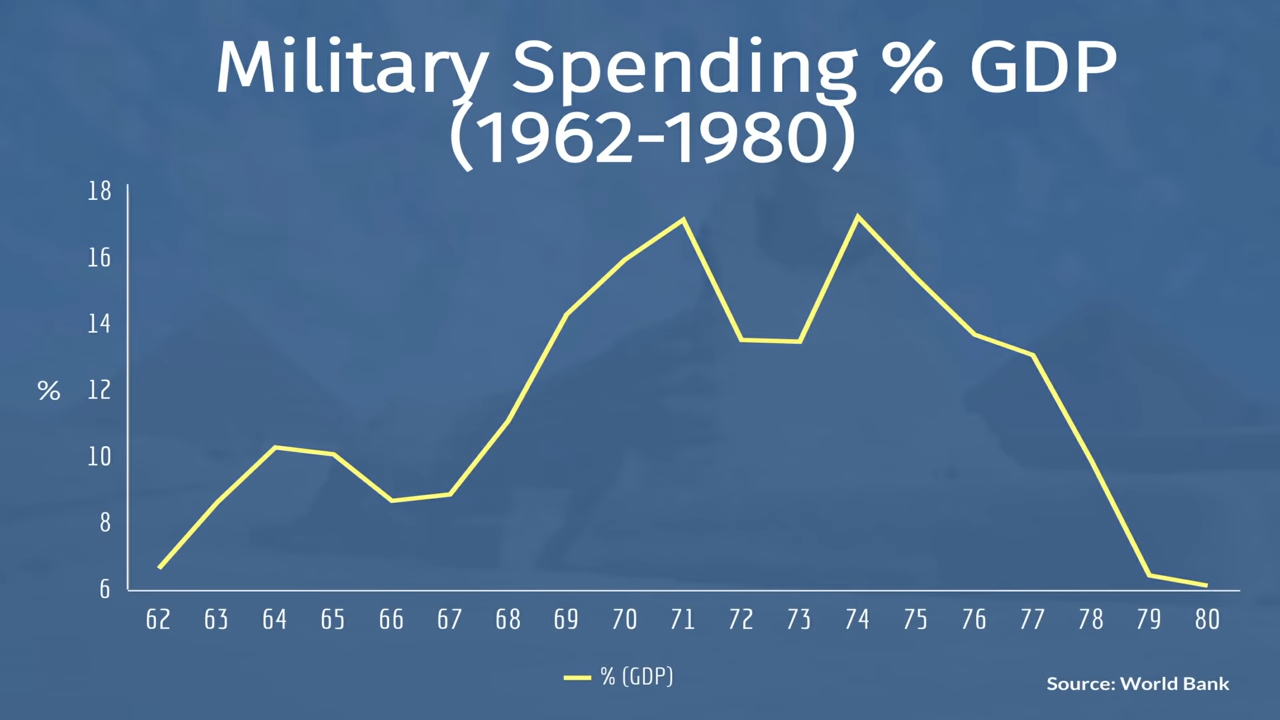 Military Spending % GDP
(1962-1980)
18
16
14
% 12
10
8
6
62 63 64 65 66 67 68 69 70 71 72 73 74 75 76 77 78 79 80
% (GDP)
Source: World Bank